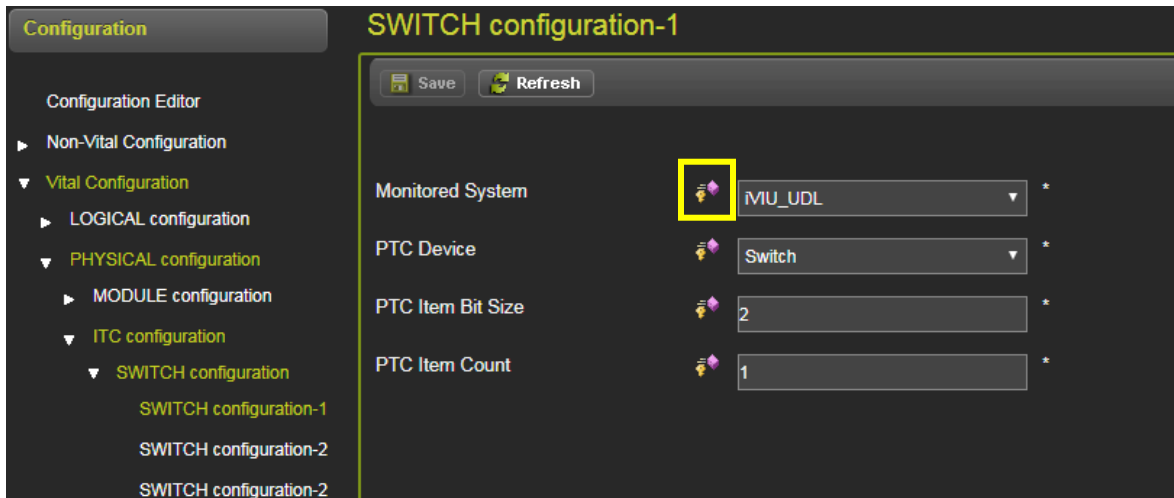 Configuration
SWITCH configuration-1
Save
Refresh
Configuration Editor
Non-Vital Configuration
Vital Configuration
LOGICAL configuration
PHYSICAL configuration
MODULE configuration
ITC configuration
SWITCH configuration
SWITCH configuration-1
SWITCH configuration-2
SWITCH configuration-2
Monitored System iVIU_UDL *
PTC Device Switch *
PTC Item Bit Size 2 *
PTC Item Count 1 *